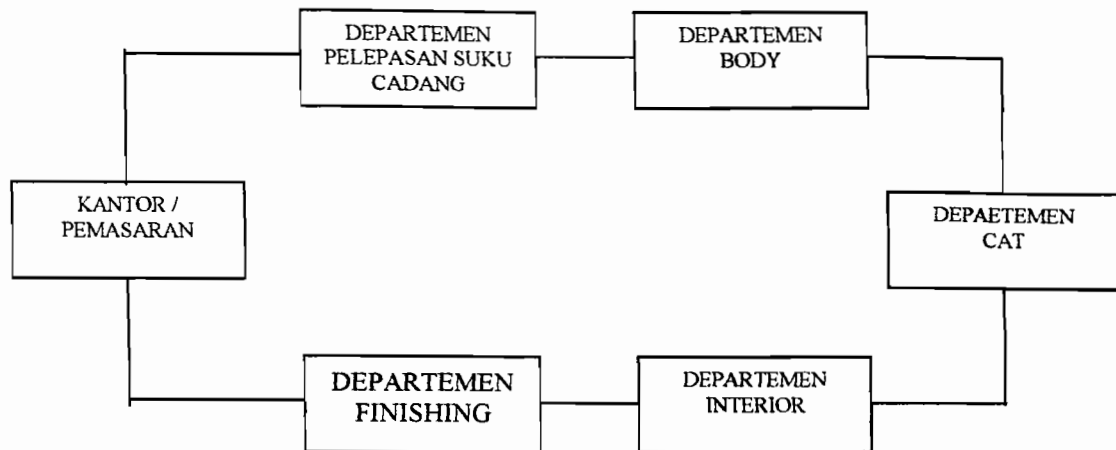 DEPARTEMEN
PELEPASAN SUKU
CADANG
DEPARTEMEN
BODY
KANTOR /
PEMASARAN
DEPAETEMEN
CAT
DEPARTEMEN
FINISHING
DEPARTEMEN
INTERIOR